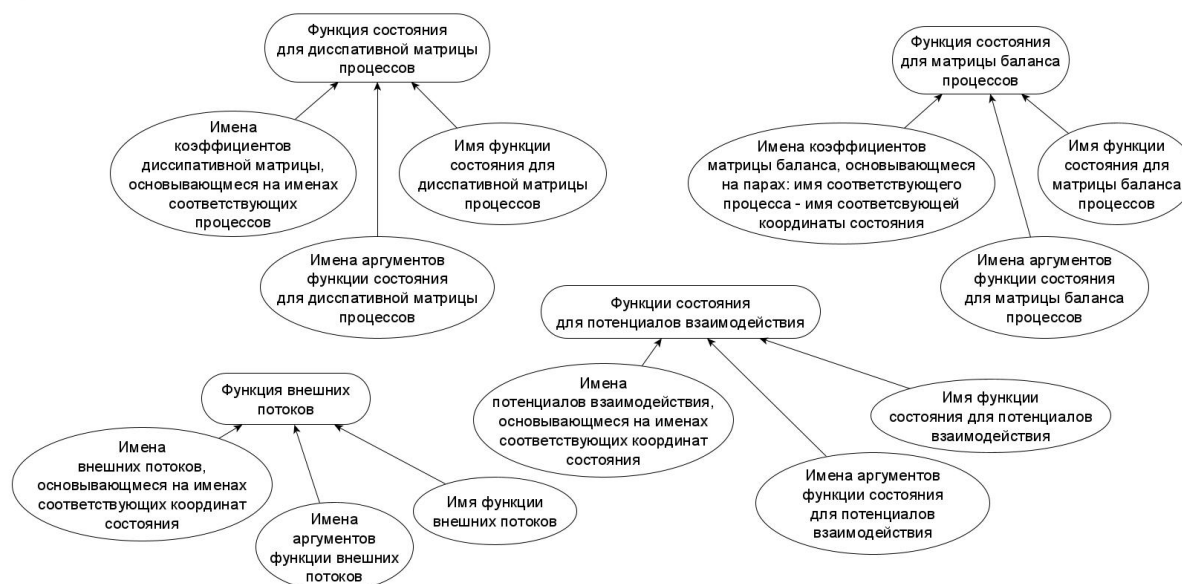 Функция состояния
для дисспативной матрицы
процессов
Имена
коэффициентов
диссипативной матрицы,
основывающиеся на именах
соответствующих
процессов
Имя функции
состояния для
дисспативной матрицы
процессов
Имена аргументов
функции состояния
для дисспативной матрицы
процессов
Функция состояния
для матрицы баланса
процессов
Имена коэффициентов
матрицы баланса, основывающиеся
на парах: имя соответствующего
процесса - имя соответсвующей
координаты состояния
Имя функции
состояния для
матрицы баланса
процессов
Имена аргументов
функции состояния
для матрицы баланса
процессов
Функции состояния
для потенциалов взаимодействия
Имена
потенциалов взаимодействия,
основывающиеся на именах
соответствующих координат
состояния
Имя функции
состояния для потенциалов
взаимодействия
Имена аргументов
функции состояния
для потенциалов
взаимодействия
Функция внешних
потоков
Имена
внешних потоков,
основывающиеся на именах
соответствующих координат
состояния
Имена
аргументов
функции внешних
потоков
Имя функции
внешних потоков